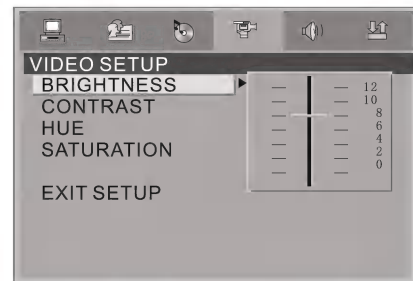 VIDEO SETUP
BRIGHTNESS
CONTRAST
HUE
SATURATION
EXIT SETUP
12
10
8
6
4
2
0